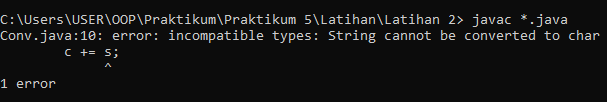 C:\Users\USER\OOP\Praktikum\Praktikum 5\Latihan\Latihan 2> javac *.java
Conv.java:10: error: incompatible types: String cannot be converted to char
        c += s;
             ^
1 error